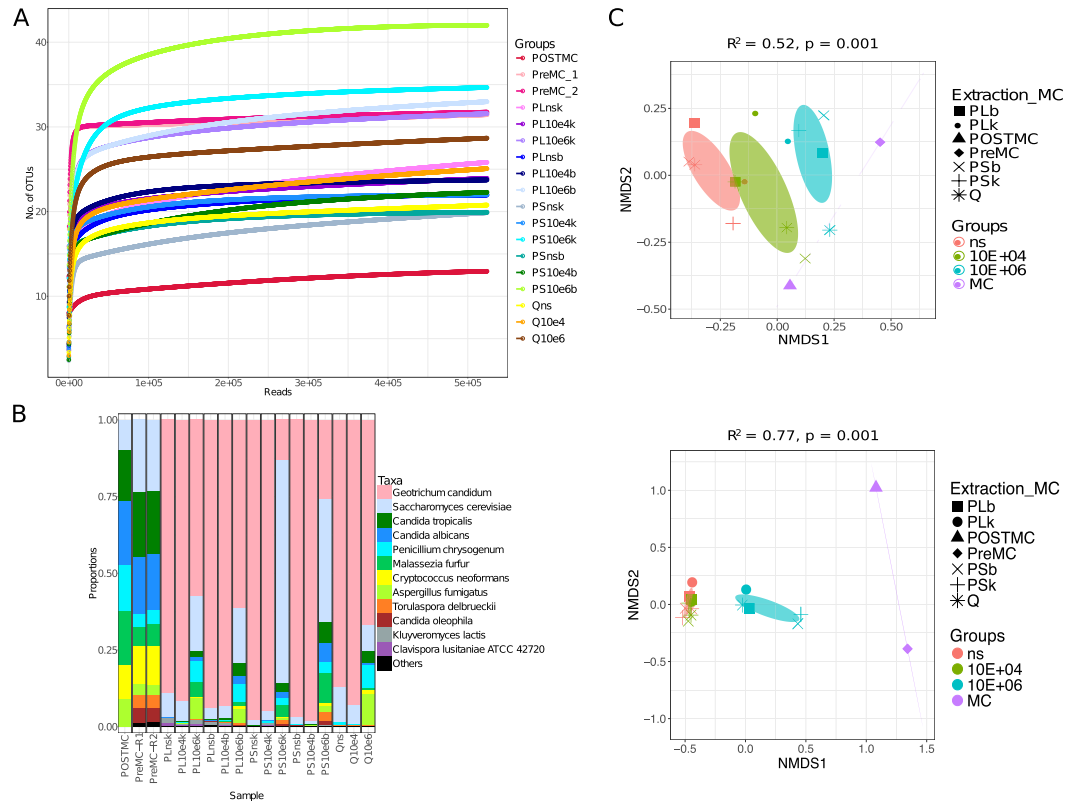 A
Groups
POSTMC
PreMC_1
PreMC_2
PLnsk
PL10e4k
PL10e6k
PLnsb
PL10e4b
PL10e6b
PSnsk
PS10e4k
PS10e6k
PSnsb
PS10e4b
PS10e6b
Qns
Q10e4
Q10e6
No. of OTUs
40
30
20
10
0e+00 1e+05 2e+05 3e+05 4e+05 5e+05
Reads
B
Proportions
1.00
0.75
0.50
0.25
0.00
POSTMC
PreMC-R1
PreMC-R2
PLnsk
PL10e4k
PL10e6k
PLnsb
PL10e4b
PL10e6b
PSnsk
PS10e4k
PS10e6k
PSnsb
PS10e4b
PS10e6b
Qns
Q10e4
Q10e6
Sample
Taxa
Geotrichum candidum
Saccharomyces cerevisiae
Candida tropicalis
Candida albicans
Penicillium chrysogenum
Malassezia furfur
Cryptococcus neoformans
Aspergillus fumigatus
Torulaspora delbrueckii
Candida oleophila
Kluyveromyces lactis
Clavispora lusitaniae ATCC 42720
Others
C
R² = 0.52, p = 0.001
NMDS2
0.25
0.00
−0.25
−0.50
−0.25 0.00 0.25 0.50
NMDS1
Extraction_MC
PLb
PLk
POSTMC
PreMC
PSb
PSk
Q
Groups
ns
10E+04
10E+06
MC
R² = 0.77, p = 0.001
NMDS2
1.0
0.5
0.0
−0.5
−1.0
−0.5 0.0 0.5 1.0 1.5
NMDS1
Extraction_MC
PLb
PLk
POSTMC
PreMC
PSb
PSk
Q
Groups
ns
10E+04
10E+06
MC